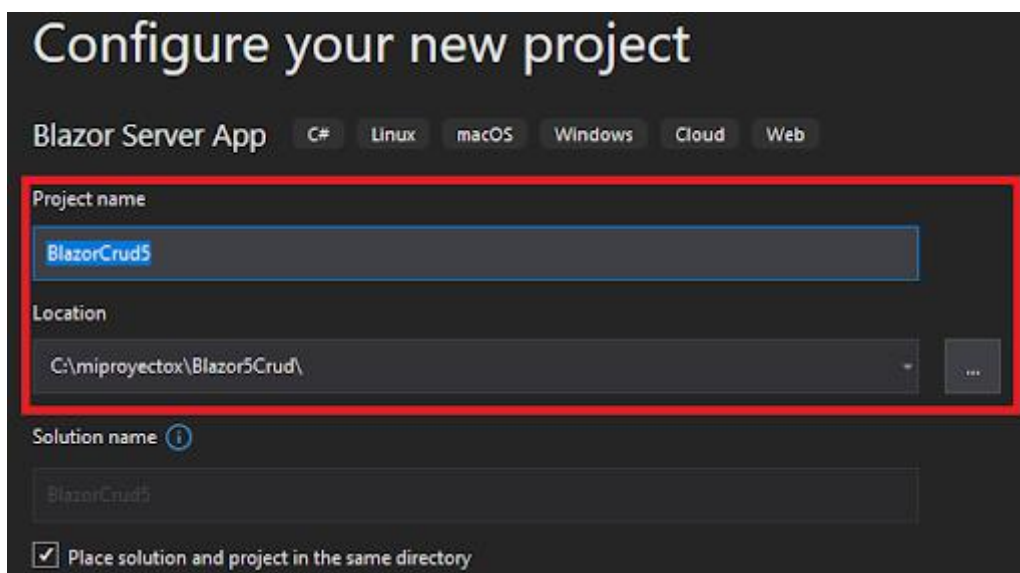 Configure your new project
Blazor Server App C# Linux macOS Windows Cloud Web
Project name
BlazorCrud5
Location
C:\miproyectox\Blazor5Crud\
...
Solution name
BlazorCrud5
Place solution and project in the same directory